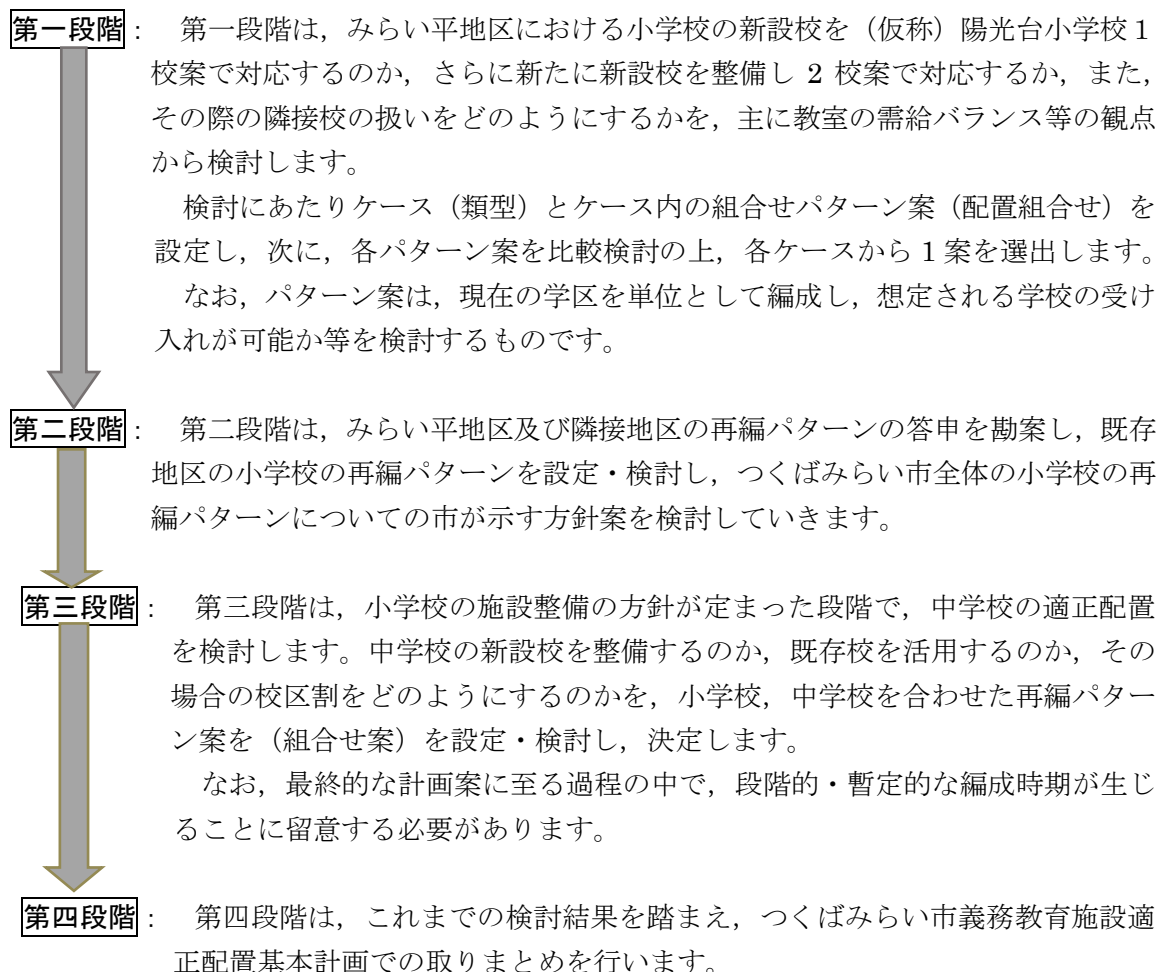 第一段階：　第一段階は，みらい平地区における小学校の新設校を（仮称）陽光台小学校１
校案で対応するのか，さらに新たに新設校を整備し 2 校案で対応するか，また，
その際の隣接校の扱いをどのようにするかを，主に教室の需給バランス等の観点
から検討します。
検討にあたりケース（類型）とケース内の組合せパターン案（配置組合せ）を
設定し，次に，各パターン案を比較検討の上，各ケースから 1 案を選出します。
なお，パターン案は，現在の学区を単位として編成し，想定される学校の受け
入れが可能か等を検討するものです。
第二段階：　第二段階は，みらい平地区及び隣接地区の再編パターンの答申を勘案し，既存
地区の小学校の再編パターンを設定・検討し，つくばみらい市全体の小学校の再
編パターンについての市が示す方針案を検討していきます。
第三段階：　第三段階は，小学校の施設整備の方針が定まった段階で，中学校の適正配置
を検討します。中学校の新設校を整備するのか，既存校を活用するのか，その
場合の校区割をどのようにするのかを，小学校，中学校を合わせた再編パター
ン案を（組合せ案）を設定・検討し，決定します。
なお，最終的な計画案に至る過程の中で，段階的・暫定的な編成時期が生じ
ることに留意する必要があります。
第四段階：　第四段階は，これまでの検討結果を踏まえ，つくばみらい市義務教育施設適
正配置基本計画での取りまとめを行います。